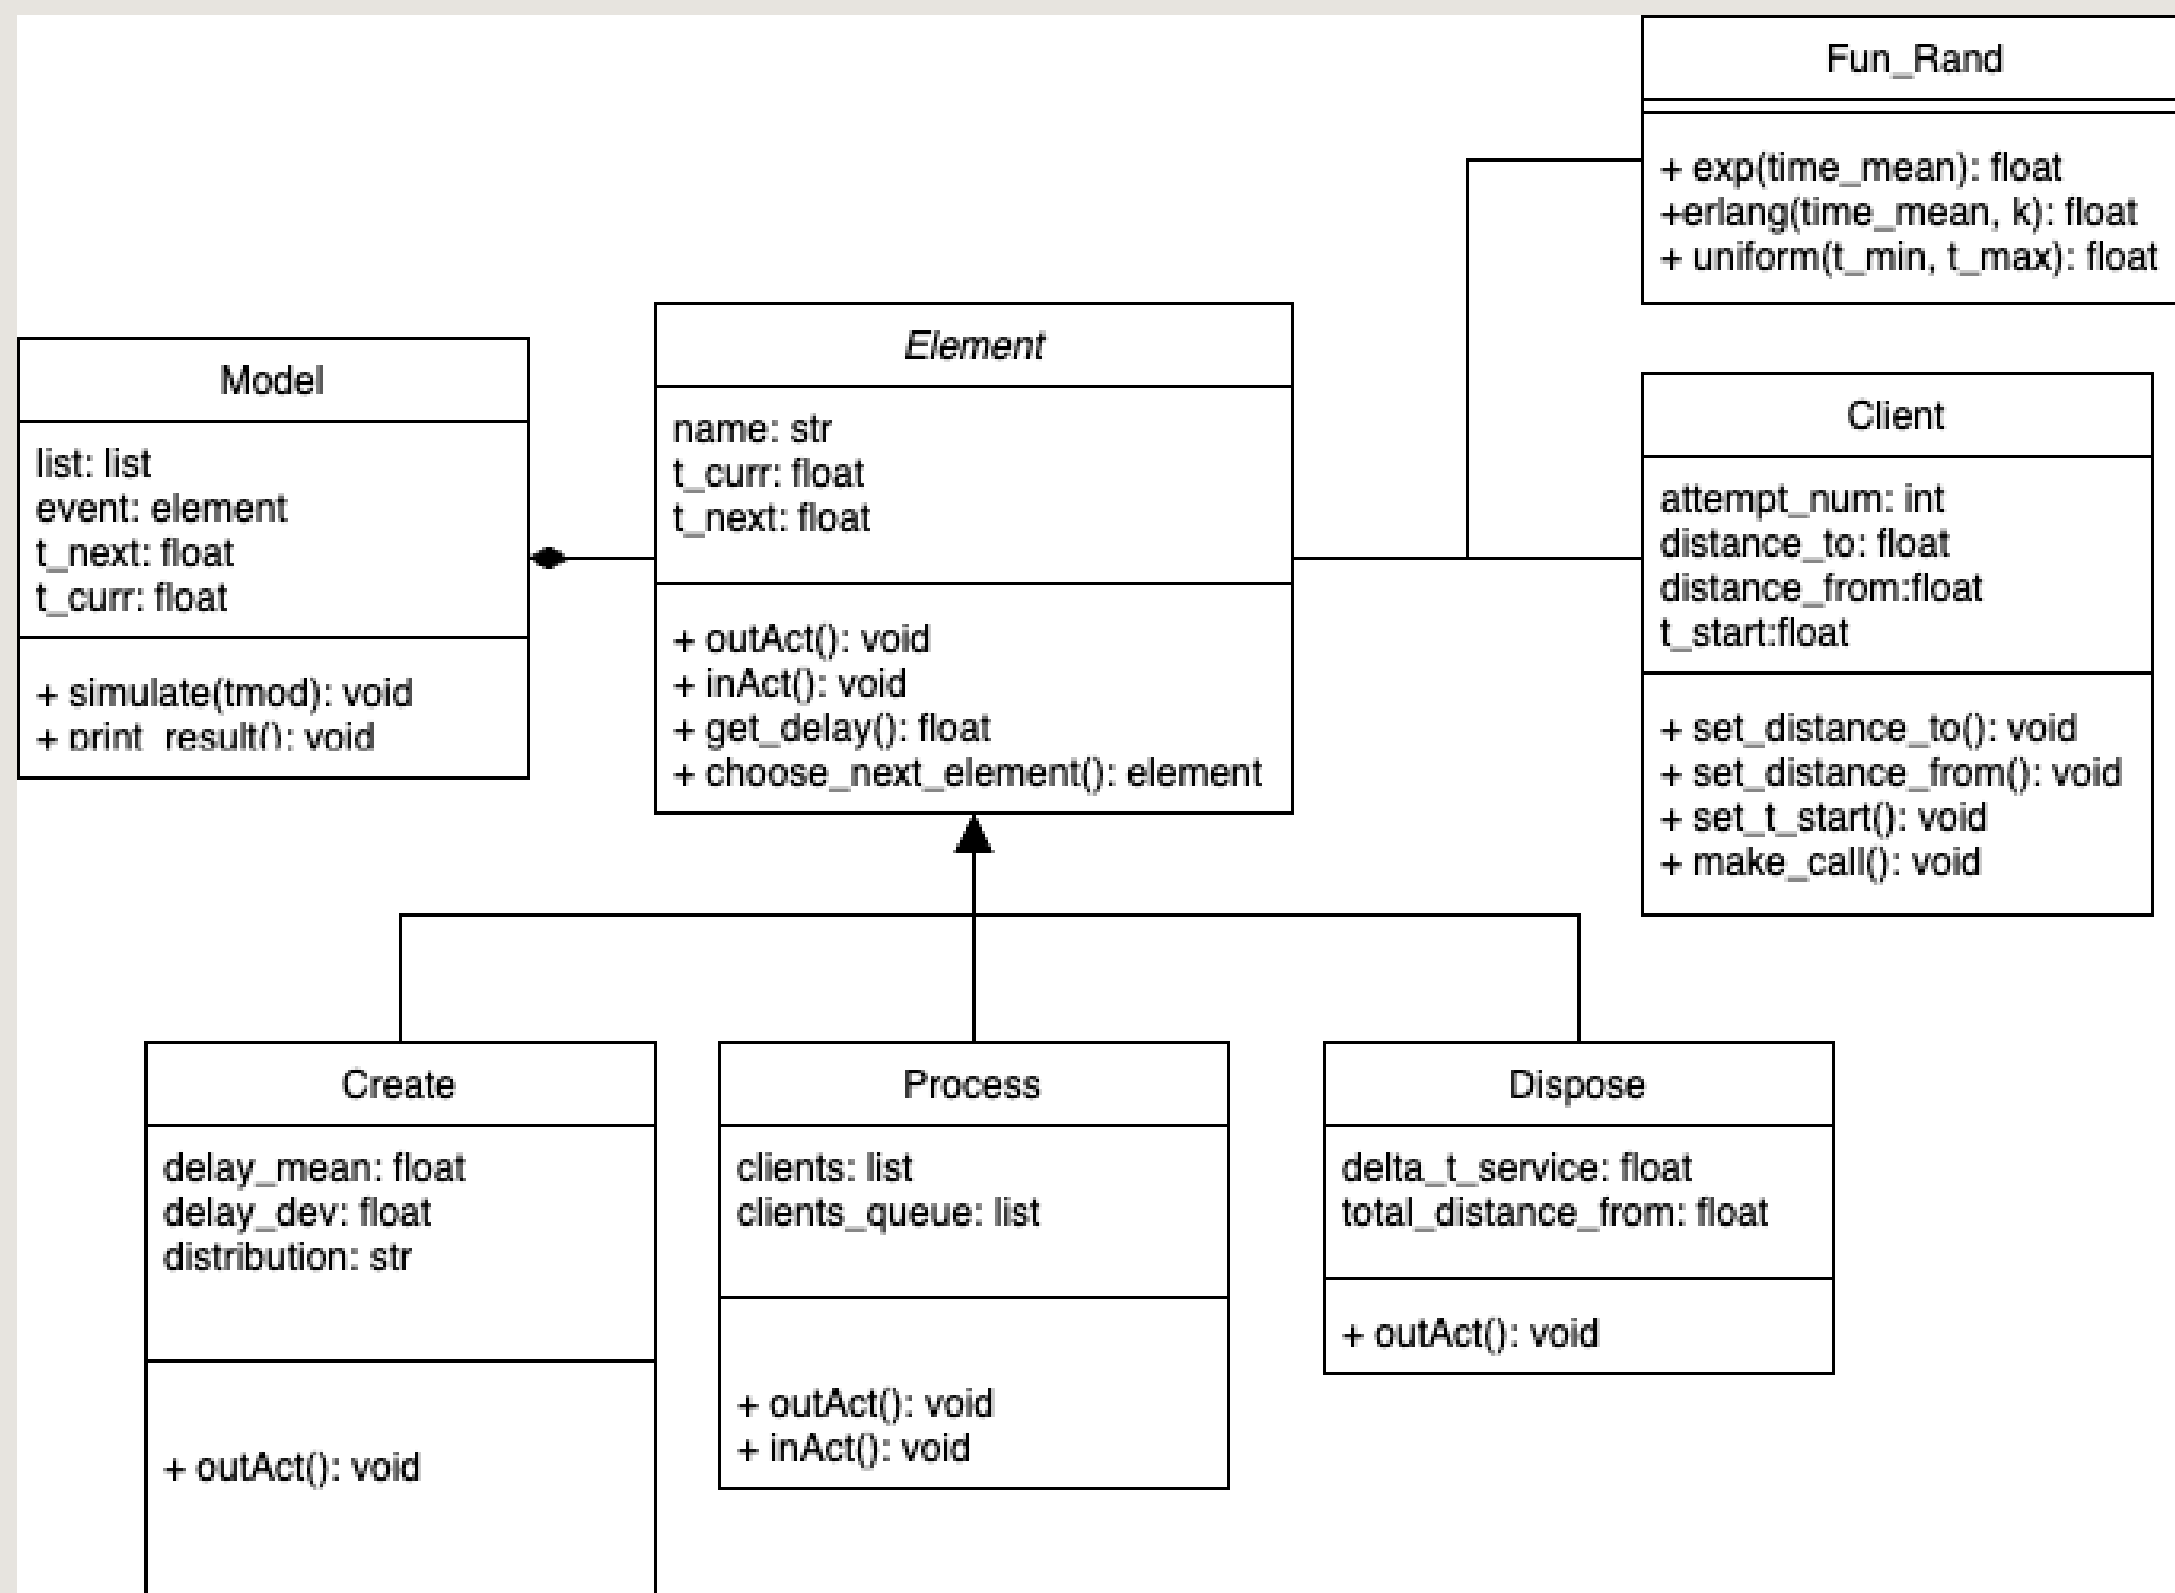 Fun_Rand
+ exp(time_mean): float
+erlang(time_mean, k): float
+ uniform(t_min, t_max): float
Model
list: list
event: element
t_next: float
t_curr: float
+ simulate(tmod): void
+ print_result(): void
Element
name: str
t_curr: float
t_next: float
+ outAct(): void
+ inAct(): void
+ get_delay(): float
+ choose_next_element(): element
Client
attempt_num: int
distance_to: float
distance_from:float
t_start:float
+ set_distance_to(): void
+ set_distance_from(): void
+ set_t_start(): void
+ make_call(): void
Create
delay_mean: float
delay_dev: float
distribution: str
+ outAct(): void
Process
clients: list
clients_queue: list
+ outAct(): void
+ inAct(): void
Dispose
delta_t_service: float
total_distance_from: float
+ outAct(): void